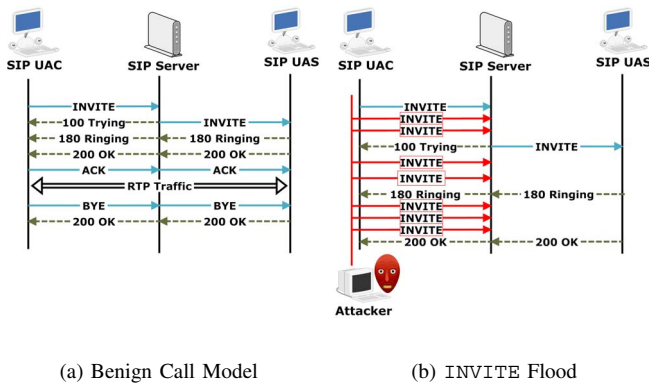 SIP UAC SIP Server SIP UAS
INVITE
100 Trying INVITE
180 Ringing 180 Ringing
200 OK 200 OK
ACK ACK
RTP Traffic
BYE BYE
200 OK 200 OK
(a) Benign Call Model
SIP UAC SIP Server SIP UAS
INVITE
INVITE
INVITE
100 Trying INVITE
INVITE
INVITE
180 Ringing 180 Ringing
INVITE
INVITE
INVITE
200 OK 200 OK
Attacker
(b) INVITE Flood